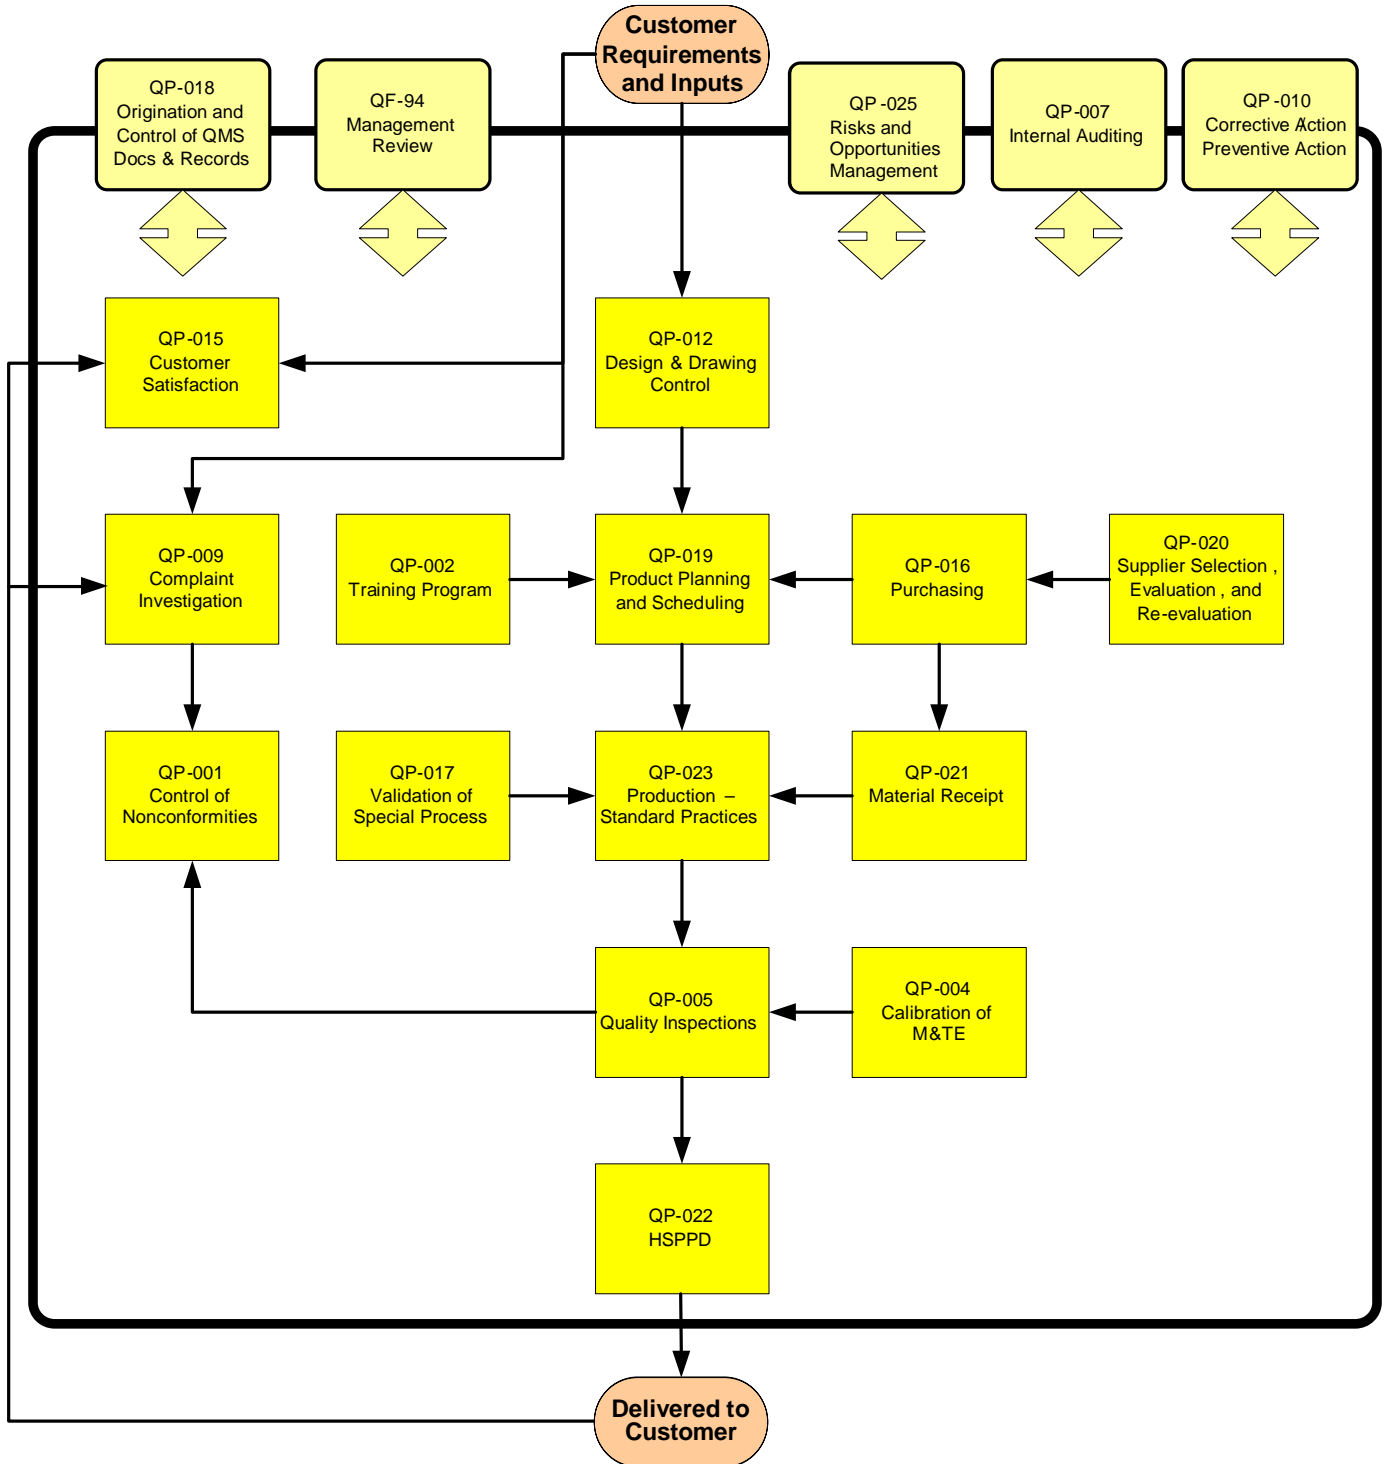 Customer
Requirements
and Inputs
QP-018
Origination and
Control of QMS
Docs & Records
QF-94
Management
Review
QP-025
Risks and
Opportunities
Management
QP-007
Internal Auditing
QP-010
Corrective Action
Preventive Action
QP-015
Customer
Satisfaction
QP-012
Design & Drawing
Control
QP-009
Complaint
Investigation
QP-002
Training Program
QP-019
Product Planning
and Scheduling
QP-016
Purchasing
QP-020
Supplier Selection ,
Evaluation , and
Re-evaluation
QP-001
Control of
Nonconformities
QP-017
Validation of
Special Process
QP-023
Production –
Standard Practices
QP-021
Material Receipt
QP-005
Quality Inspections
QP-004
Calibration of
M&TE
QP-022
HSPPD
Delivered to
Customer